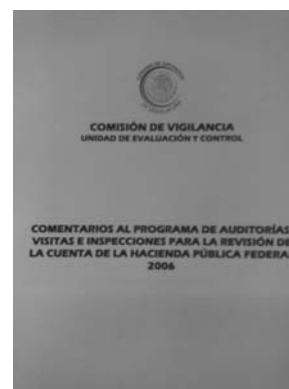 COMISIÓN DE VIGILANCIA
UNIDAD DE EVALUACIÓN Y CONTROL
COMENTARIOS AL PROGRAMA DE AUDITORÍAS
VISITAS E INSPECCIONES PARA LA REVISIÓN DE
LA CUENTA DE LA HACIENDA PÚBLICA FEDERA
2006